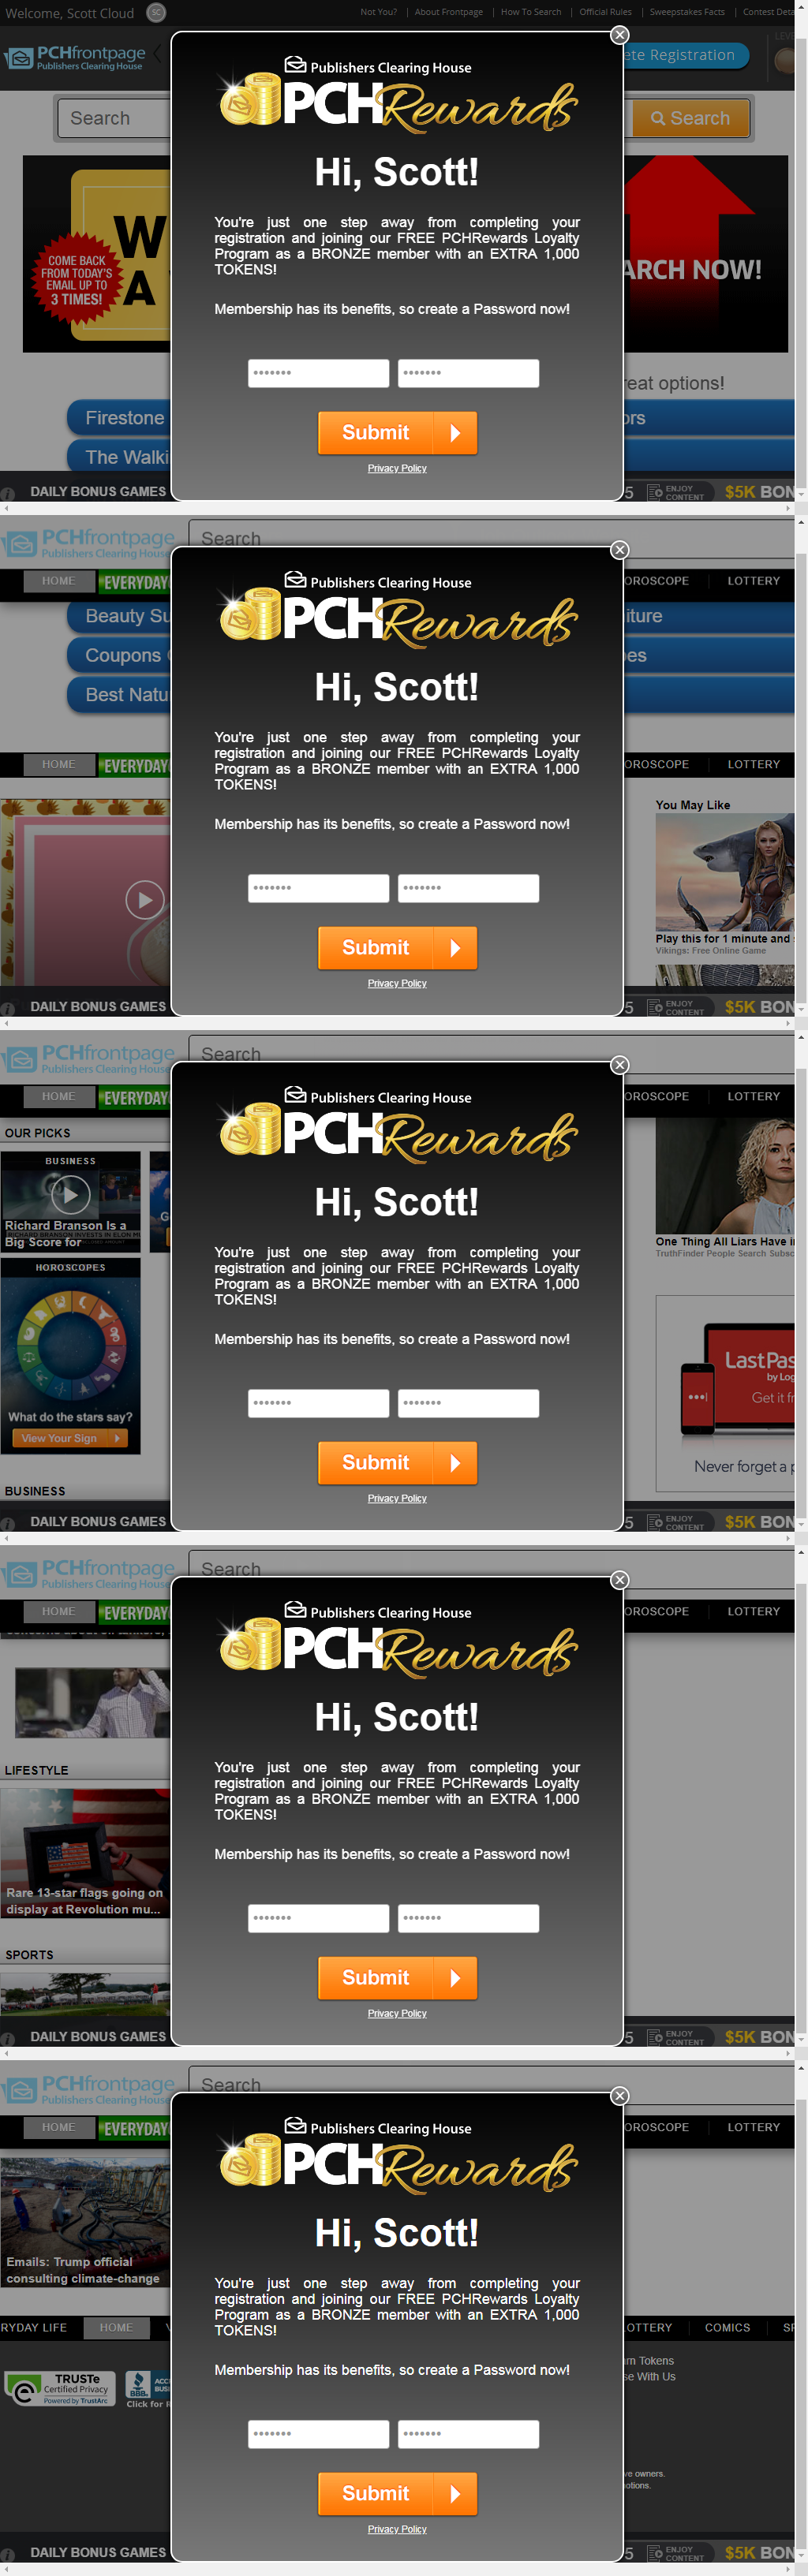 Welcome, Scott Cloud SC
Not You? | About Frontpage | How To Search | Official Rules | Sweepstakes Facts | Contest
PCHfrontpage
Publishers Clearing House
ete Registration
Search
Search
COME BACK
FROM TODAY'S
EMAIL UP TO
3 TIMES!
W
A
ARCH NOW!
Publishers Clearing House
PCHRewards
Hi, Scott!
You're just one step away from completing your
registration and joining our FREE PCHRewards Loyalty
Program as a BRONZE member with an EXTRA 1,000
TOKENS!
Membership has its benefits, so create a Password now!
Submit
Privacy Policy
reat options!
Firestone
ors
The Walki
DAILY BONUS GAMES
5 ENJOY
CONTENT
$5K BON
PCHfrontpage
Publishers Clearing House
Search
HOME EVERYDAY
OROSCOPE | LOTTERY
Beauty Su
niture
Coupons
pes
Best Natu
HOME EVERYDAY
OROSCOPE | LOTTERY
Publishers Clearing House
PCHRewards
Hi, Scott!
You're just one step away from completing your
registration and joining our FREE PCHRewards Loyalty
Program as a BRONZE member with an EXTRA 1,000
TOKENS!
Membership has its benefits, so create a Password now!
Submit
Privacy Policy
You May Like
Play this for 1 minute and
Vikings: Free Online Game
DAILY BONUS GAMES
5 ENJOY
CONTENT
$5K BON
PCHfrontpage
Publishers Clearing House
Search
HOME EVERYDAY
OROSCOPE | LOTTERY
OUR PICKS
BUSINESS
Richard Branson Is a
Big Score for
HOROSCOPES
What do the stars say?
View Your Sign
BUSINESS
Publishers Clearing House
PCHRewards
Hi, Scott!
You're just one step away from completing your
registration and joining our FREE PCHRewards Loyalty
Program as a BRONZE member with an EXTRA 1,000
TOKENS!
Membership has its benefits, so create a Password now!
Submit
Privacy Policy
One Thing All Liars Have
TruthFinder People Search Subsc
LastPas
by Log
Get it fr
Never forget a p
DAILY BONUS GAMES
5 ENJOY
CONTENT
$5K BON
PCHfrontpage
Publishers Clearing House
Search
HOME EVERYDAY
OROSCOPE | LOTTERY
LIFESTYLE
Rare 13-star flags going on
display at Revolution mu...
SPORTS
Publishers Clearing House
PCHRewards
Hi, Scott!
You're just one step away from completing your
registration and joining our FREE PCHRewards Loyalty
Program as a BRONZE member with an EXTRA 1,000
TOKENS!
Membership has its benefits, so create a Password now!
Submit
Privacy Policy
DAILY BONUS GAMES
5 ENJOY
CONTENT
$5K BON
PCHfrontpage
Publishers Clearing House
Search
HOME EVERYDAY
OROSCOPE | LOTTERY
Emails: Trump official
consulting climate-change
RYDAY LIFE HOME
LOTTERY | COMICS | SP
Publishers Clearing House
PCHRewards
Hi, Scott!
You're just one step away from completing your
registration and joining our FREE PCHRewards Loyalty
Program as a BRONZE member with an EXTRA 1,000
TOKENS!
Membership has its benefits, so create a Password now!
Submit
Privacy Policy
TRUSTe
Certified Privacy
Powered by TrustArc
BBB
ACC
BUS
Click for R
rn Tokens
se With Us
ve owners.
otions.
DAILY BONUS GAMES
5 ENJOY
CONTENT
$5K BON